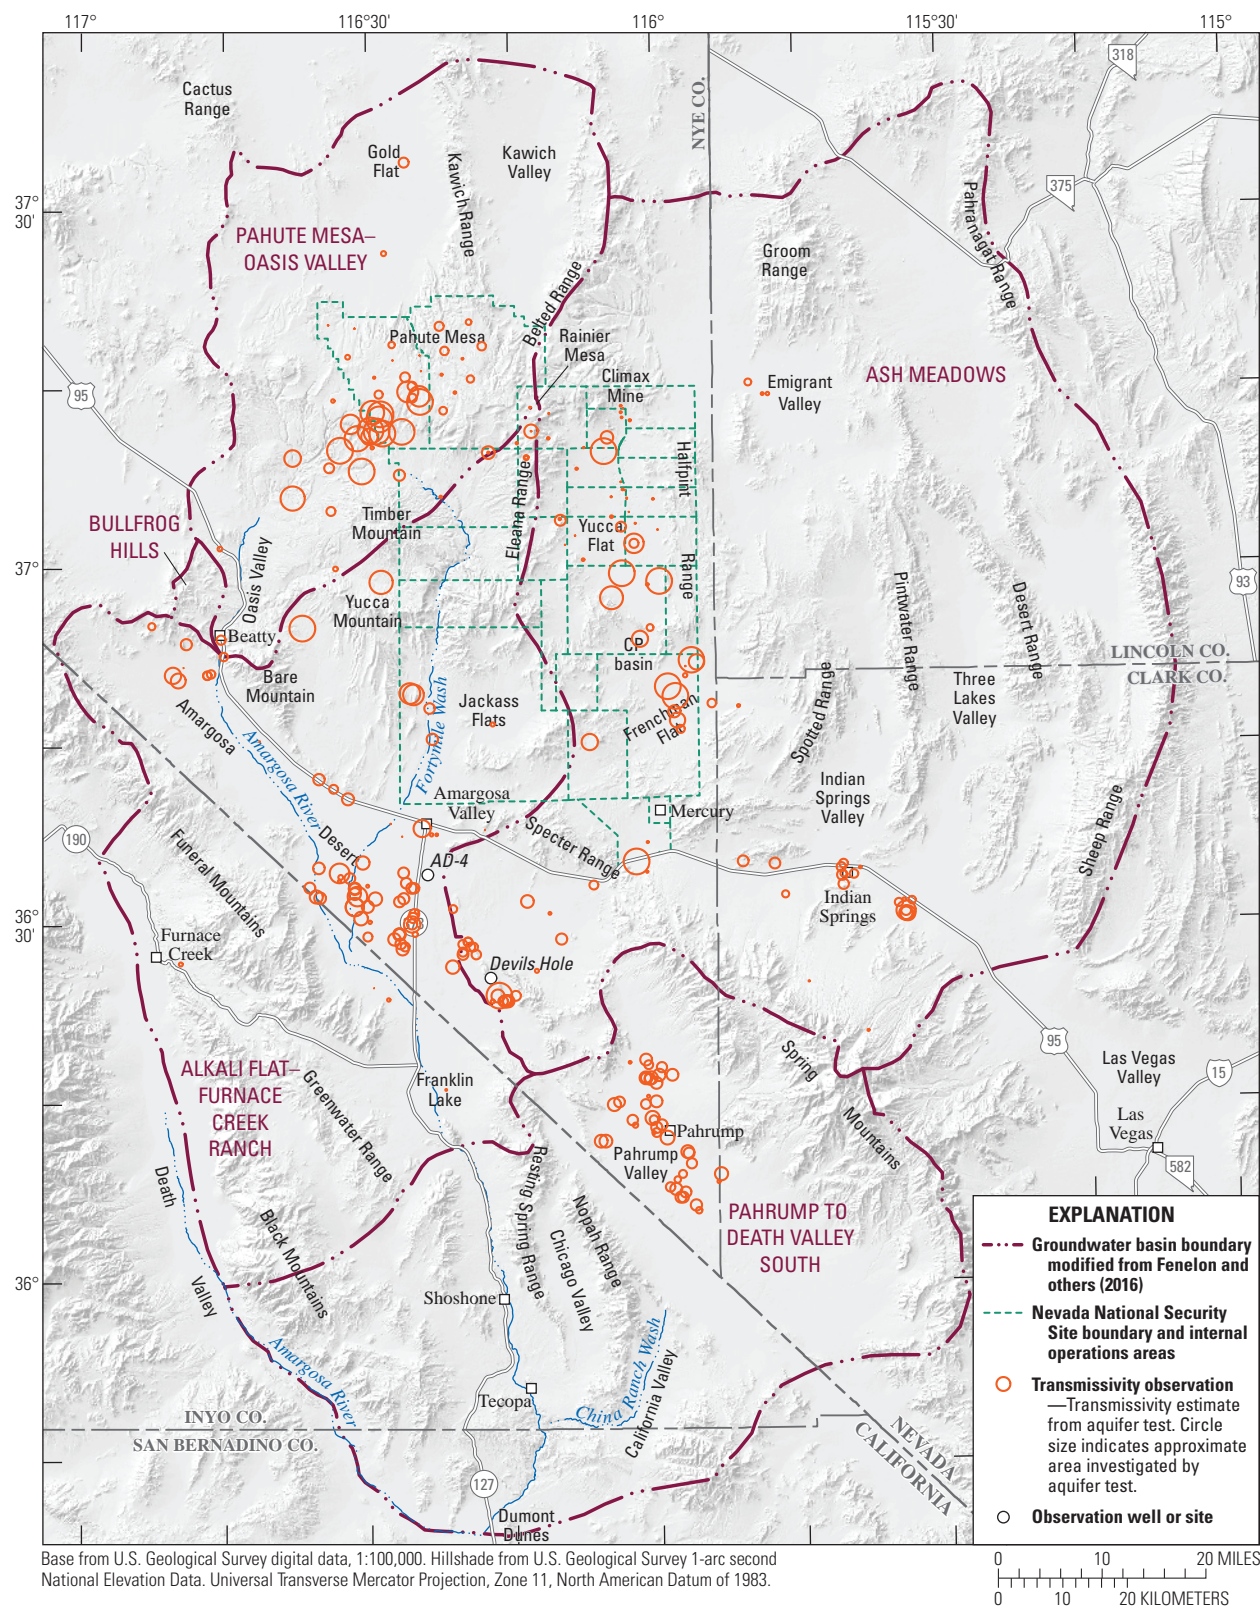 117°
116°30'
116°
115°30'
115°
318
Cactus
Range
NYE CO.
Gold
Flat
Kawich
Valley
Kawich Range
375
37°
30'
Pahranagat Range
PAHUTE MESA–
OASIS VALLEY
Groom
Range
Belted Range
Pahute Mesa
Rainier
Mesa
Climax
Mine
ASH MEADOWS
Emigrant
Valley
95
Halfpint
Range
Eleana Range
Timber
Mountain
BULLFROG
HILLS
Yucca
Flat
Oasis Valley
37°
93
Pintwater Range
Desert Range
Yucca
Mountain
Beatty
CP
basin
LINCOLN CO.
CLARK CO.
Bare
Mountain
Fortymile Wash
Jackass
Flats
Three
Lakes
Valley
Spotted Range
Frenchman
Flat
Amargosa
Desert
Amargosa River
Indian
Springs
Valley
Amargosa
Valley
Mercury
Sheep Range
190
Specter Range
Funeral Mountains
AD-4
Indian
Springs
36°
30'
Furnace
Creek
Devils Hole
95
Spring
Mountains
Las Vegas
Valley
15
ALKALI FLAT–
FURNACE
CREEK
RANCH
Franklin
Lake
Greenwater Range
Las
Vegas
Pahrump
Pahrump
Valley
582
Death
Valley
Resting Spring Range
Nopah Range
Chicago Valley
PAHRUMP TO
DEATH VALLEY
SOUTH
Black Mountains
36°
Shoshone
Amargosa River
China Ranch Wash
California Valley
Tecopa
INYO CO.
SAN BERNADINO CO.
NEVADA
CALIFORNIA
127
Dumont
Dunes
EXPLANATION
Groundwater basin boundary
modified from Fenelon and
others (2016)
Nevada National Security
Site boundary and internal
operations areas
Transmissivity observation
—Transmissivity estimate
from aquifer test. Circle
size indicates approximate
area investigated by
aquifer test.
Observation well or site
Base from U.S. Geological Survey digital data, 1:100,000. Hillshade from U.S. Geological Survey 1-arc second
National Elevation Data. Universal Transverse Mercator Projection, Zone 11, North American Datum of 1983.
0 10 20 MILES
0 10 20 KILOMETERS